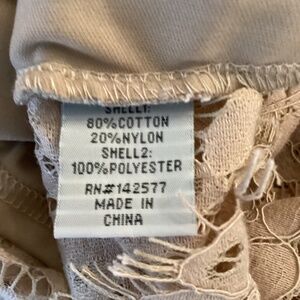 SHELL1:
80%COTTON
20%NYLON
SHELL2:
100%POLYESTER
RN#142577
MADE IN
CHINA